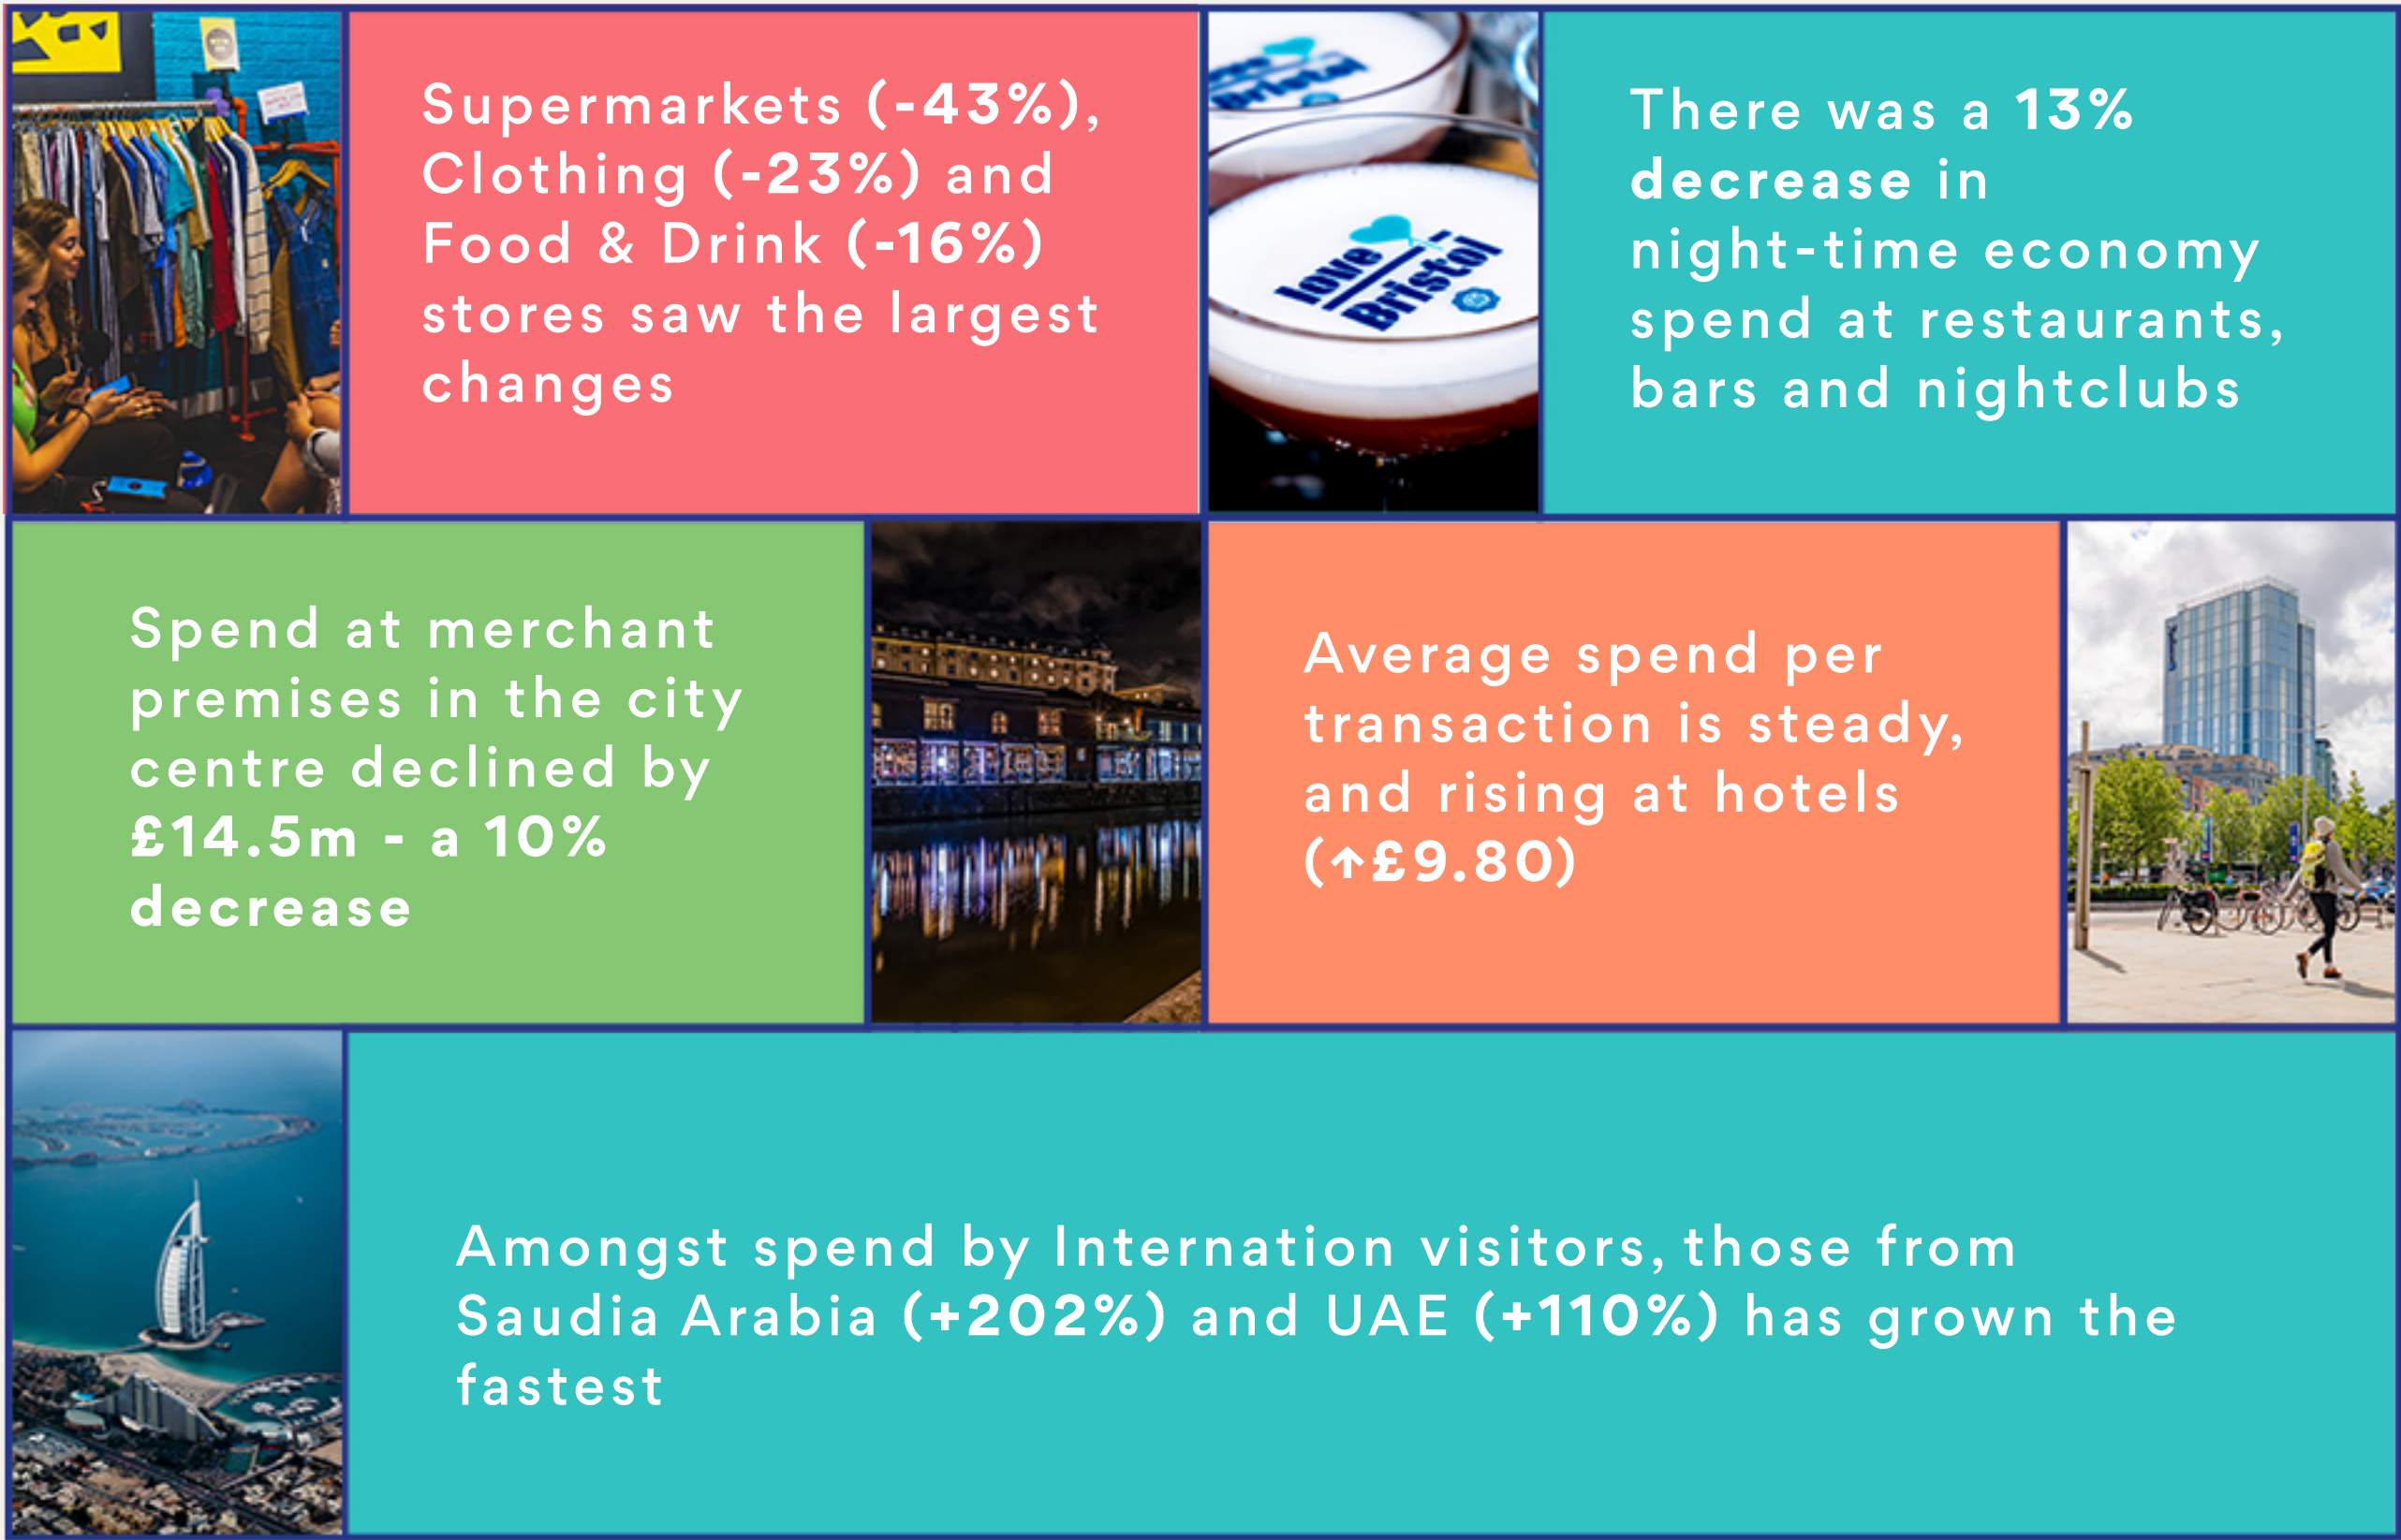 Supermarkets (-43%),
Clothing (-23%) and
Food & Drink (-16%)
stores saw the largest
changes
love
Bristol
There was a 13%
decrease in
night-time economy
spend at restaurants,
bars and nightclubs
Spend at merchant
premises in the city
centre declined by
£14.5m - a 10%
decrease
Average spend per
transaction is steady,
and rising at hotels
(↑£9.80)
Amongst spend by Internation visitors, those from
Saudia Arabia (+202%) and UAE (+110%) has grown the
fastest